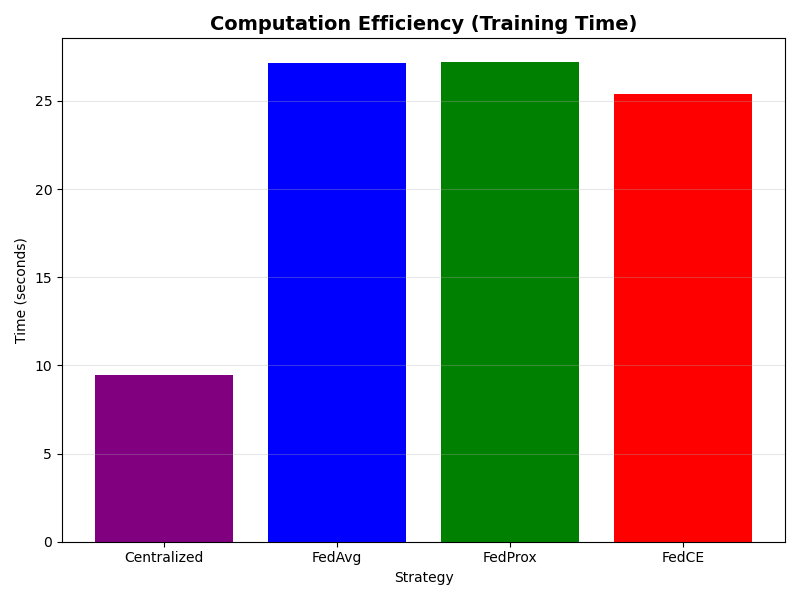 Computation Efficiency (Training Time)
25
20
15
10
5
0
Time (seconds)
Centralized
FedAvg
FedProx
FedCE
Strategy